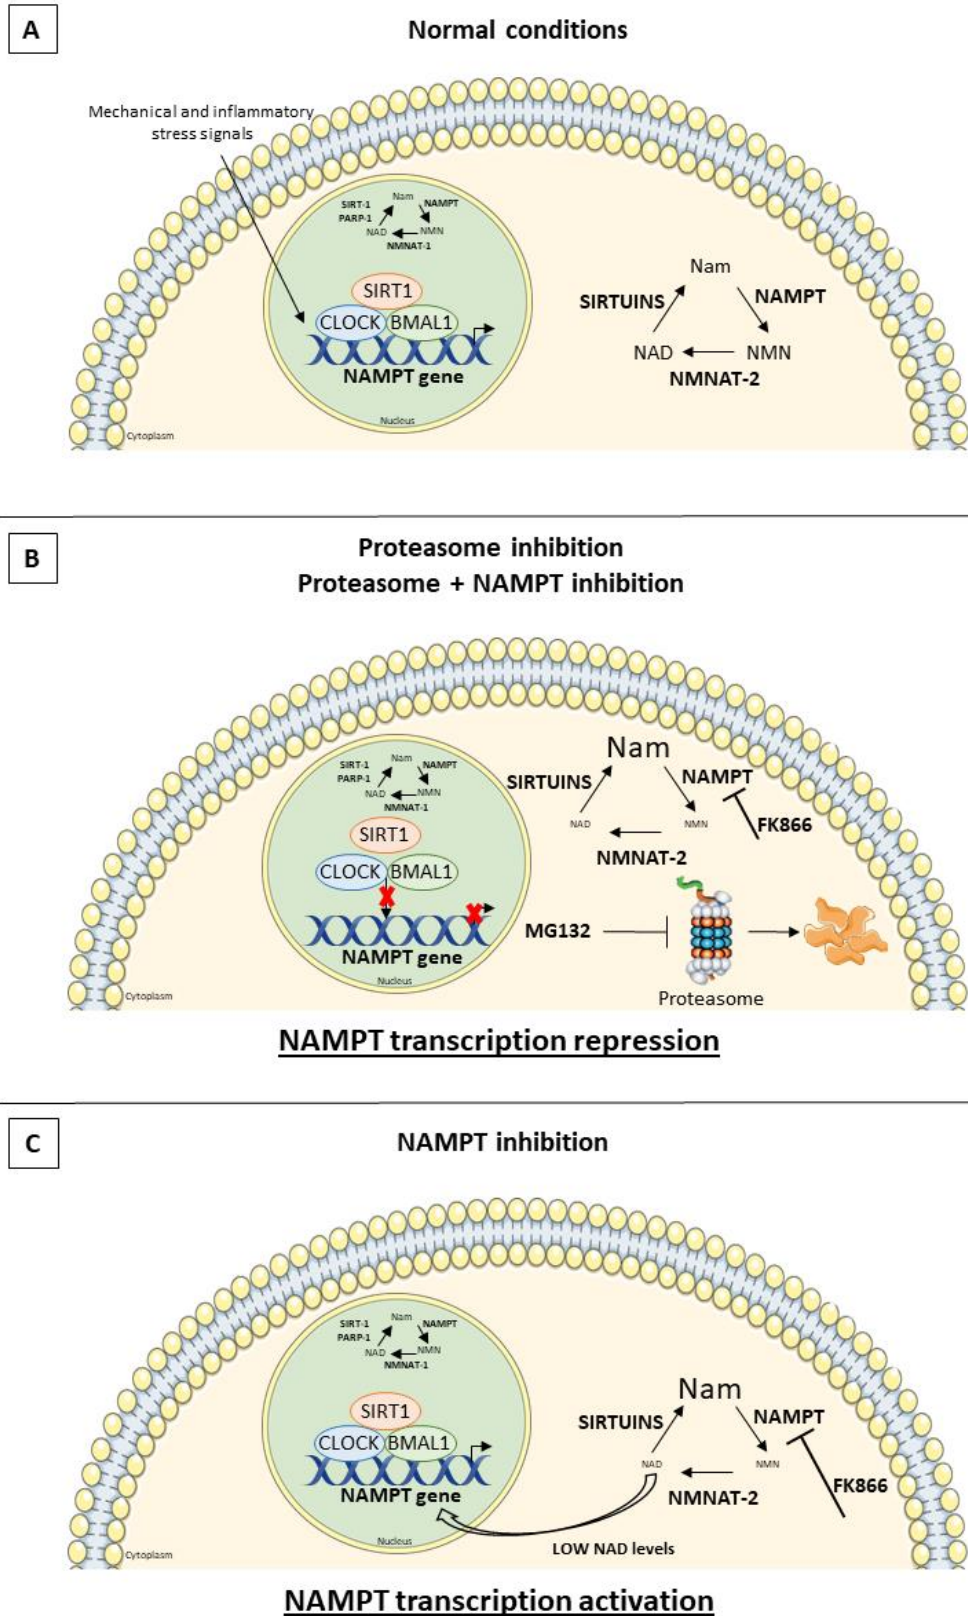 A
Normal conditions
Mechanical and inflammatory
stress signals
SIRT-1
PARP-1
Nam
NAMPT
NAD
NMN
NMNAT-1
SIRT1
CLOCK
BMAL1
NAMPT gene
Nucleus
Cytoplasm
Nam
SIRTUINS
NAMPT
NAD
NMN
NMNAT-2
B
Proteasome inhibition
Proteasome + NAMPT inhibition
SIRT-1
PARP-1
Nam
NAMPT
NAD
NMN
NMNAT-1
SIRT1
CLOCK
BMAL1
NAMPT gene
Nucleus
Cytoplasm
Nam
SIRTUINS
NAMPT
NAD
NMN
FK866
NMNAT-2
MG132
Proteasome
NAMPT transcription repression
C
NAMPT inhibition
SIRT-1
PARP-1
Nam
NAMPT
NAD
NMN
NMNAT-1
SIRT1
CLOCK
BMAL1
NAMPT gene
Nucleus
Cytoplasm
Nam
SIRTUINS
NAMPT
NAD
NMN
NMNAT-2
FK866
LOW NAD levels
NAMPT transcription activation